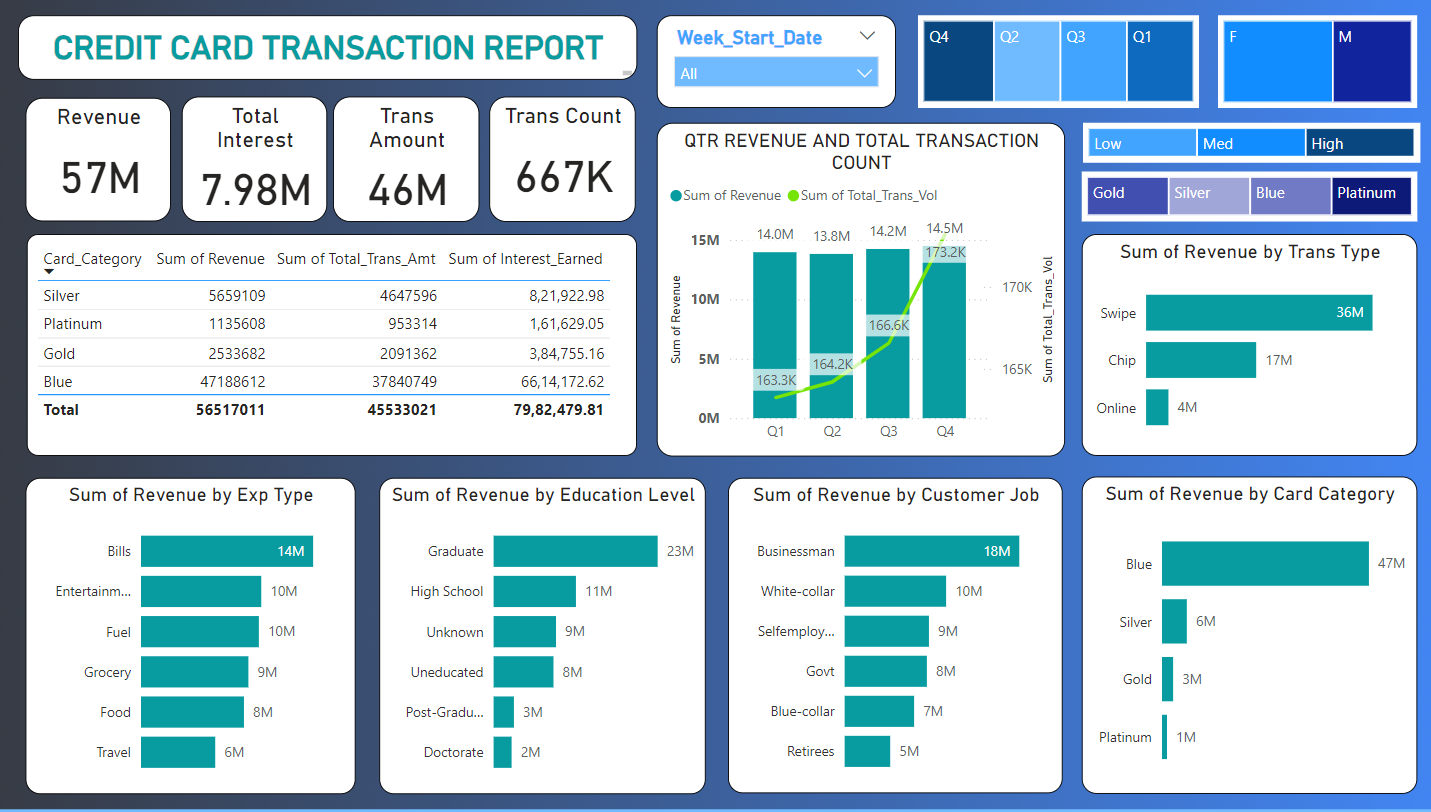 CREDIT CARD TRANSACTION REPORT
Week_Start_Date
All
Q4 Q2 Q3 Q1
F M
Low Med High
Gold Silver Blue Platinum
Revenue
57M
Total
Interest
7.98M
Trans
Amount
46M
Trans Count
667K
Card_Category Sum of Revenue Sum of Total_Trans_Amt Sum of Interest_Earned
Silver 5659109 4647596 8,21,922.98
Platinum 1135608 953314 1,61,629.05
Gold 2533682 2091362 3,84,755.16
Blue 47188612 37840749 66,14,172.62
Total 56517011 45533021 79,82,479.81
QTR REVENUE AND TOTAL TRANSACTION
COUNT
Sum of Revenue Sum of Total_Trans_Vol
Sum of Revenue
15M
10M
5M
0M
14.0M 13.8M 14.2M 14.5M
163.3K 164.2K 166.6K 173.2K
170K
165K
Sum of Total_Trans_Vol
Q1 Q2 Q3 Q4
Sum of Revenue by Trans Type
Swipe 36M
Chip 17M
Online 4M
Sum of Revenue by Exp Type
Bills 14M
Entertainm... 10M
Fuel 10M
Grocery 9M
Food 8M
Travel 6M
Sum of Revenue by Education Level
Graduate 23M
High School 11M
Unknown 9M
Uneducated 8M
Post-Gradu... 3M
Doctorate 2M
Sum of Revenue by Customer Job
Businessman 18M
White-collar 10M
Selfemploy... 9M
Govt 8M
Blue-collar 7M
Retirees 5M
Sum of Revenue by Card Category
Blue 47M
Silver 6M
Gold 3M
Platinum 1M